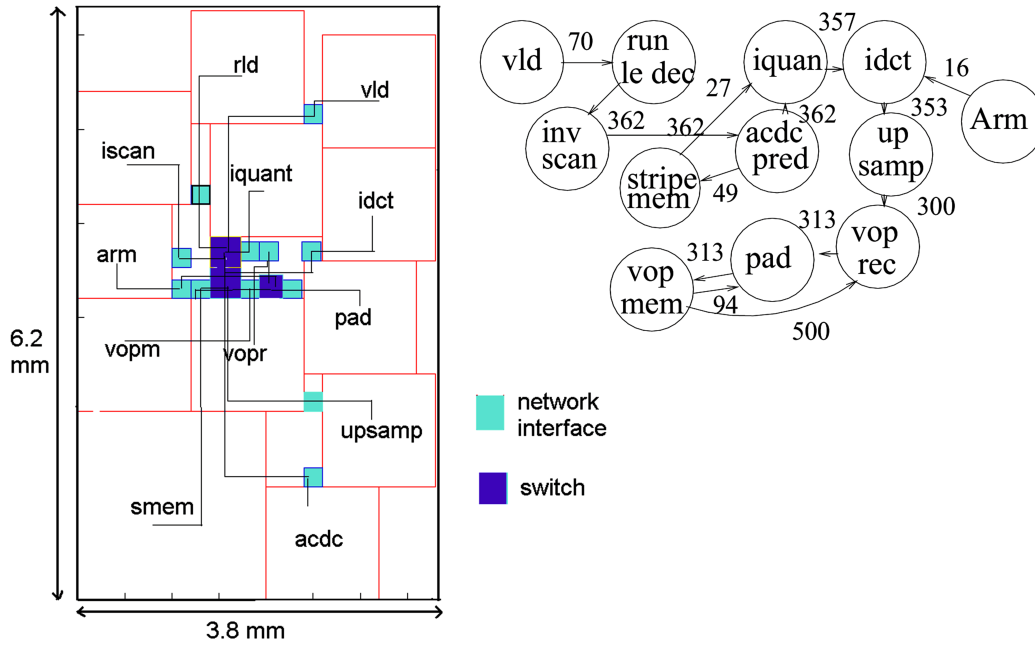 rld
vld
iscan
iquant
idct
arm
pad
vopm
vopr
upsamp
smem
acdc
6.2
mm
3.8 mm
network
interface
switch
vld
70
run
le dec
iquan
357
idct
16
Arm
27
inv
scan
362
362
acdc
pred
362
353
up
samp
stripe
mem
49
300
vop
rec
313
pad
313
vop
mem
94
500